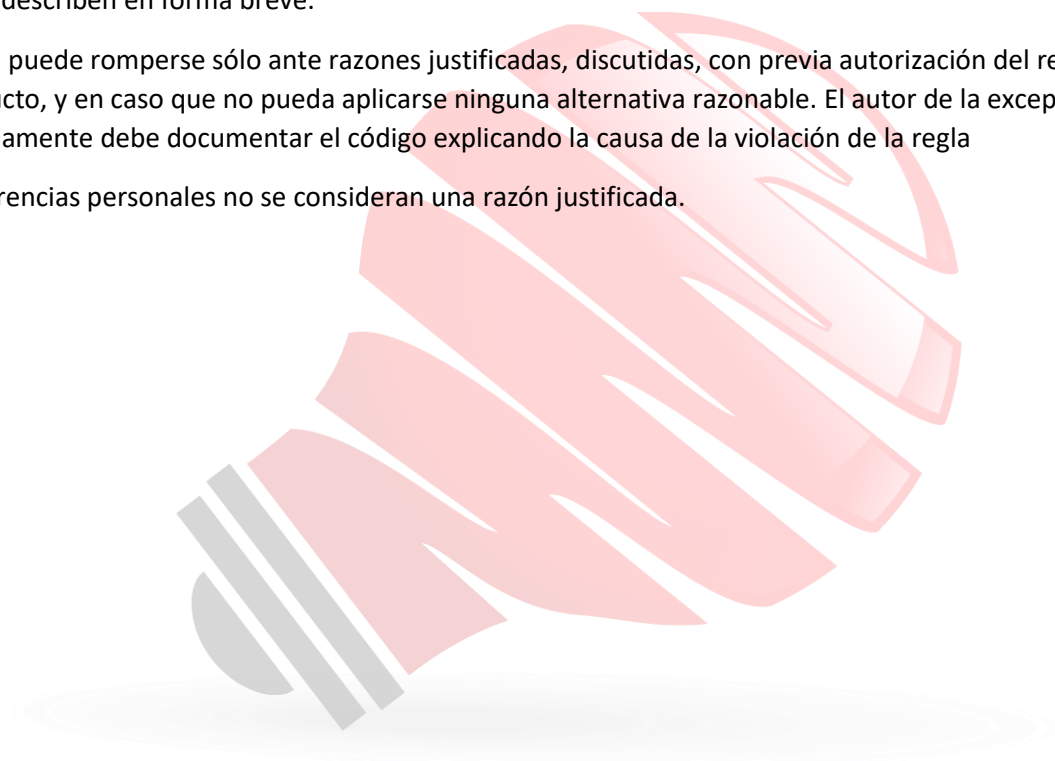 describen en forma breve.
puede romperse sólo ante razones justificadas, discutidas, con previa autorización del re
ucto, y en caso que no pueda aplicarse ninguna alternativa razonable. El autor de la excep
amente debe documentar el código explicando la causa de la violación de la regla
rencias personales no se consideran una razón justificada.